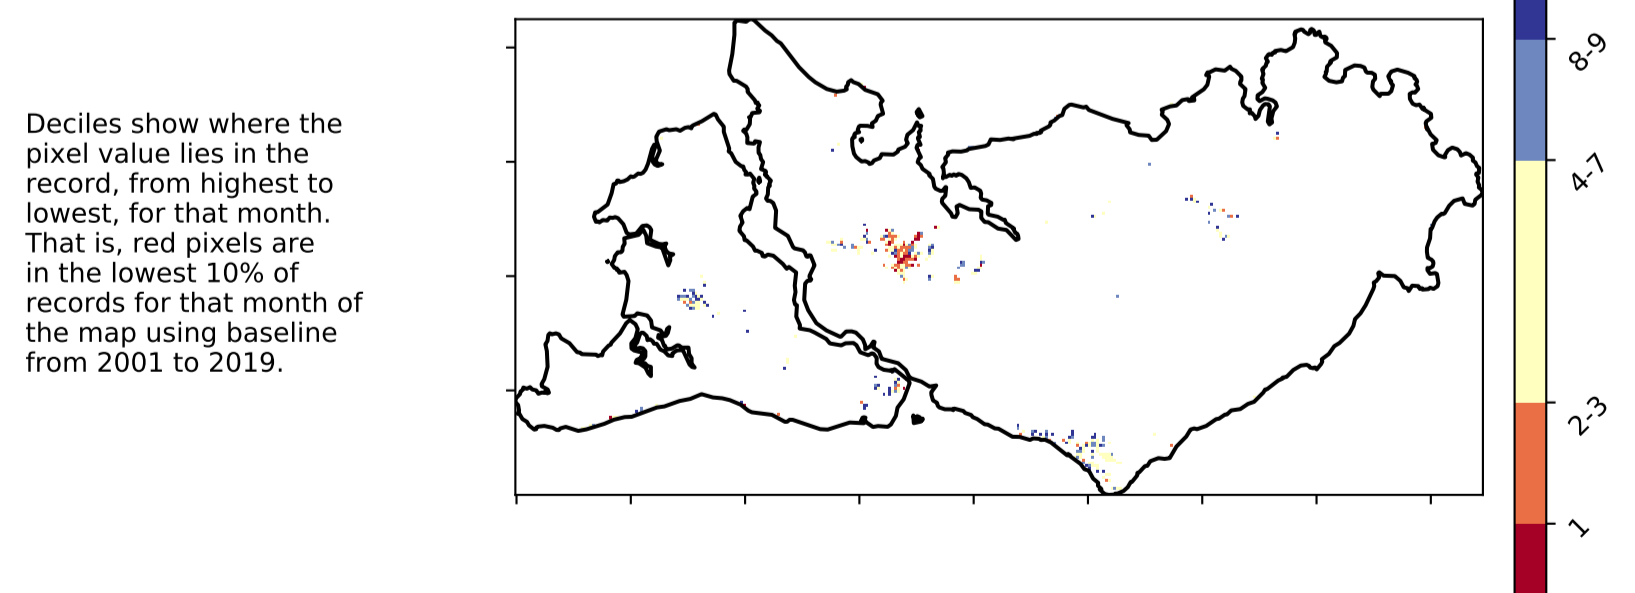 Deciles show where the
pixel value lies in the
record, from highest to
lowest, for that month.
That is, red pixels are
in the lowest 10% of
records for that month of
the map using baseline
from 2001 to 2019.
8-9
4-7
2-3
1